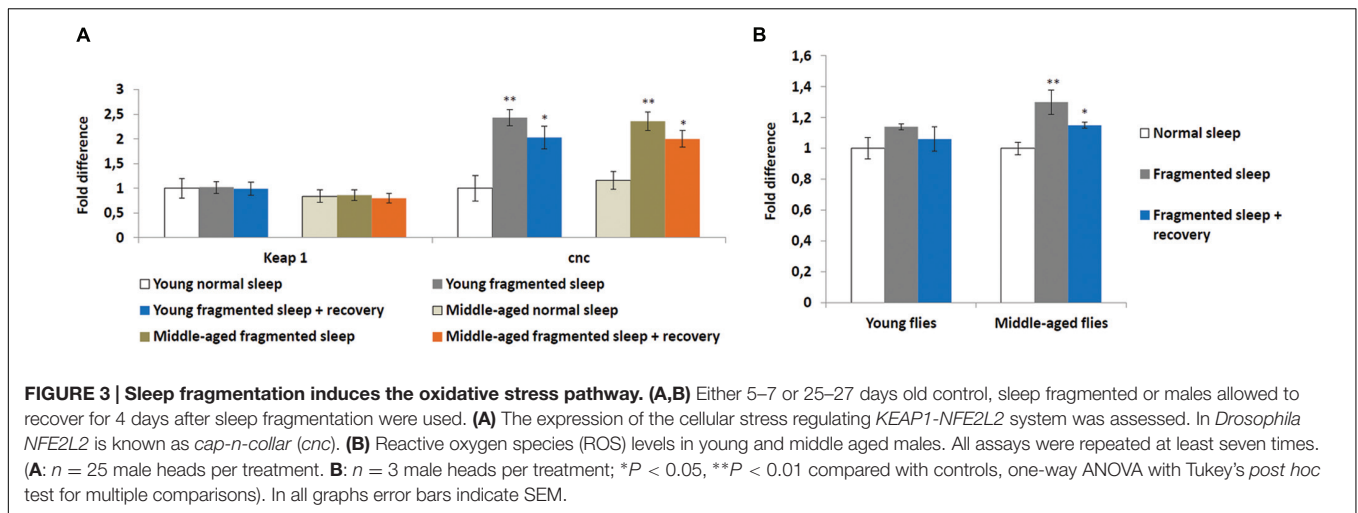 A
Fold difference
3
2,5
2
1,5
1
0,5
0
**
*
**
*
Keap 1
cnc
Young normal sleep
Young fragmented sleep
Young fragmented sleep + recovery
Middle-aged normal sleep
Middle-aged fragmented sleep
Middle-aged fragmented sleep + recovery
B
Fold difference
1,6
1,4
1,2
1
0,8
0,6
0,4
0,2
0
**
*
Young flies
Middle-aged flies
Normal sleep
Fragmented sleep
Fragmented sleep +
recovery
FIGURE 3 | Sleep fragmentation induces the oxidative stress pathway. (A,B) Either 5–7 or 25–27 days old control, sleep fragmented or males allowed to
recover for 4 days after sleep fragmentation were used. (A) The expression of the cellular stress regulating KEAP1-NFE2L2 system was assessed. In Drosophila
NFE2L2 is known as cap-n-collar (cnc). (B) Reactive oxygen species (ROS) levels in young and middle aged males. All assays were repeated at least seven times.
(A: n = 25 male heads per treatment. B: n = 3 male heads per treatment; *P < 0.05, **P < 0.01 compared with controls, one-way ANOVA with Tukey's post hoc
test for multiple comparisons). In all graphs error bars indicate SEM.